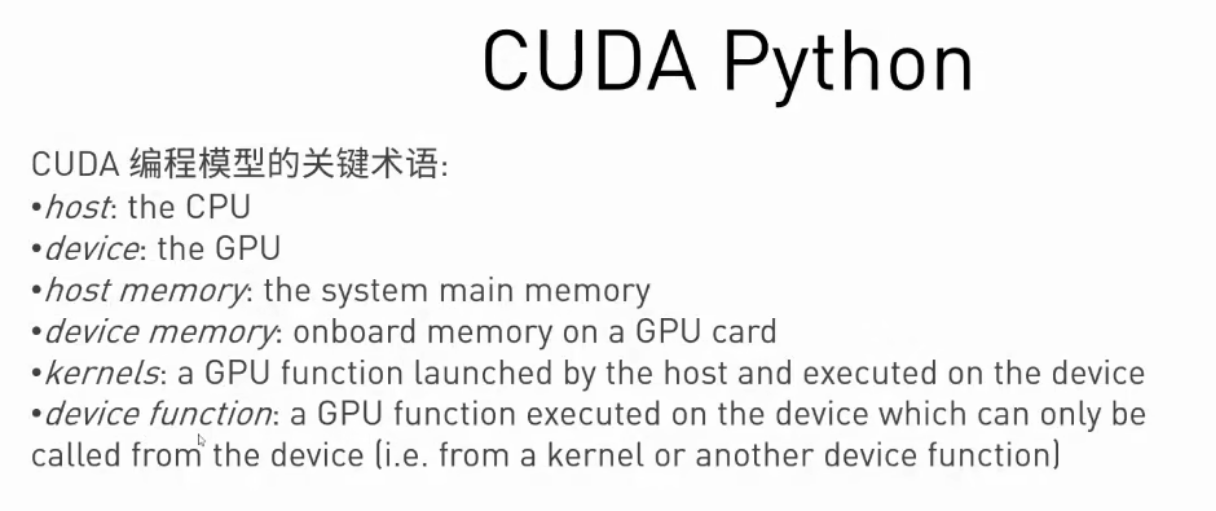 CUDA Python
CUDA 编程模型的关键术语:
•host: the CPU
•device: the GPU
•host memory: the system main memory
•device memory: onboard memory on a GPU card
•kernels: a GPU function launched by the host and executed on the device
•device function: a GPU function executed on the device which can only be
called from the device (i.e. from a kernel or another device function)